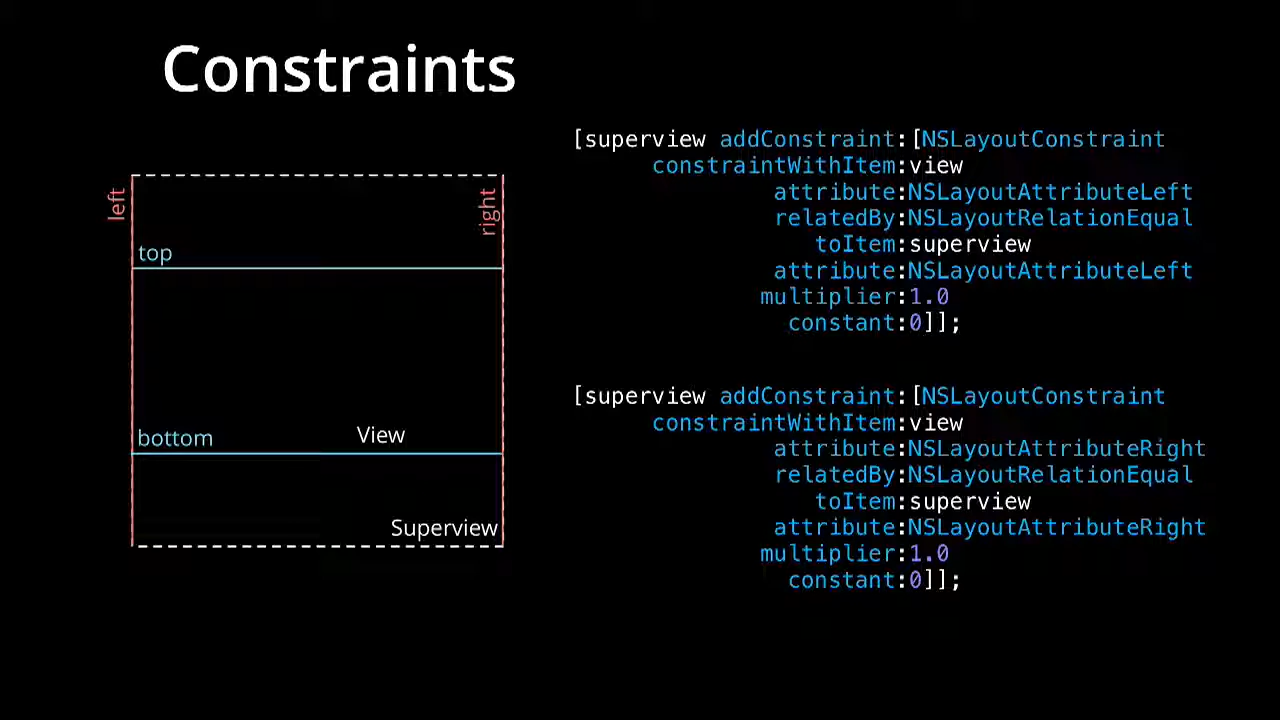 Constraints
left
right
top
bottom
View
Superview
[superview addConstraint:[NSLayoutConstraint
constraintWithItem:view
attribute:NSLayoutAttributeLeft
relatedBy:NSLayoutRelationEqual
toItem:superview
attribute:NSLayoutAttributeLeft
multiplier:1.0
constant:0]];
[superview addConstraint:[NSLayoutConstraint
constraintWithItem:view
attribute:NSLayoutAttributeRight
relatedBy:NSLayoutRelationEqual
toItem:superview
attribute:NSLayoutAttributeRight
multiplier:1.0
constant:0]];